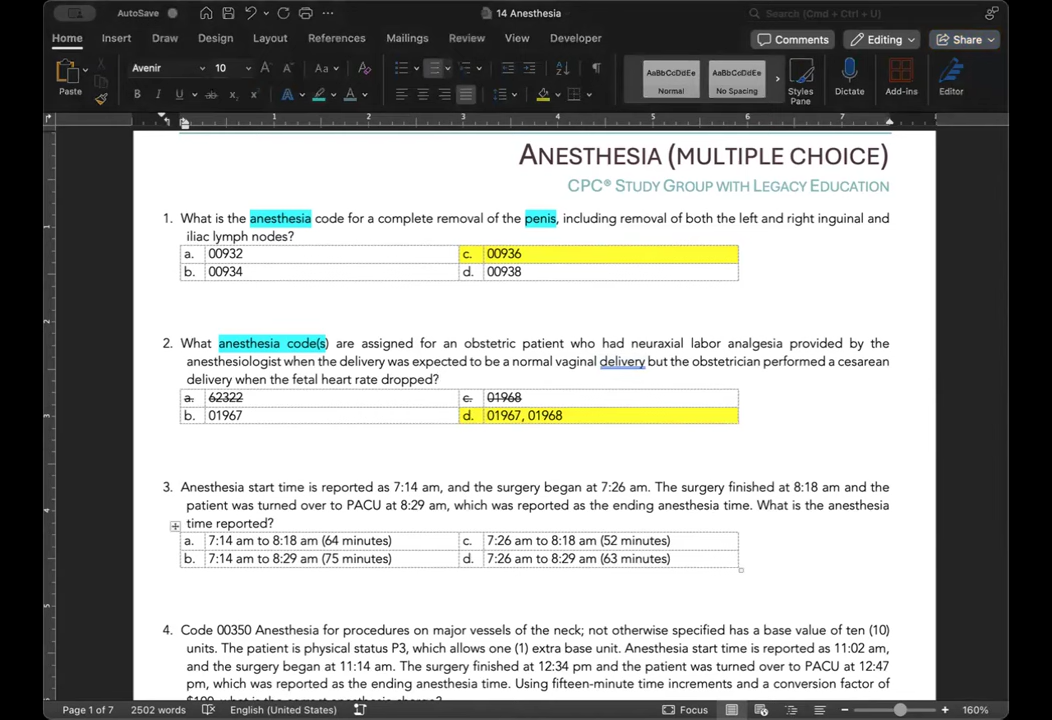 AutoSave
14 Anesthesia
Search (Cmd + Ctrl + U)
Home Insert Draw Design Layout References Mailings Review View Developer
Comments Editing Share
Paste
Avenir 10 A A Aa A
B I U ab x x A A
AaBbCcDdEe AaBbCcDdEe
Normal No Spacing
Styles Pane
Dictate
Add-ins
Editor
1 2 3 4 5 6 7
ANESTHESIA (MULTIPLE CHOICE)
CPC® STUDY GROUP WITH LEGACY EDUCATION
1. What is the anesthesia code for a complete removal of the penis, including removal of both the left and right inguinal and
iliac lymph nodes?
a. 00932 c. 00936
b. 00934 d. 00938
2. What anesthesia code(s) are assigned for an obstetric patient who had neuraxial labor analgesia provided by the
anesthesiologist when the delivery was expected to be a normal vaginal delivery but the obstetrician performed a cesarean
delivery when the fetal heart rate dropped?
a. 62322 c. 01968
b. 01967 d. 01967, 01968
3. Anesthesia start time is reported as 7:14 am, and the surgery began at 7:26 am. The surgery finished at 8:18 am and the
patient was turned over to PACU at 8:29 am, which was reported as the ending anesthesia time. What is the anesthesia
time reported?
a. 7:14 am to 8:18 am (64 minutes) c. 7:26 am to 8:18 am (52 minutes)
b. 7:14 am to 8:29 am (75 minutes) d. 7:26 am to 8:29 am (63 minutes)
4. Code 00350 Anesthesia for procedures on major vessels of the neck; not otherwise specified has a base value of ten (10)
units. The patient is physical status P3, which allows one (1) extra base unit. Anesthesia start time is reported as 11:02 am,
and the surgery began at 11:14 am. The surgery finished at 12:34 pm and the patient was turned over to PACU at 12:47
pm, which was reported as the ending anesthesia time. Using fifteen-minute time increments and a conversion factor of
Page 1 of 7 2502 words English (United States) Focus 160%